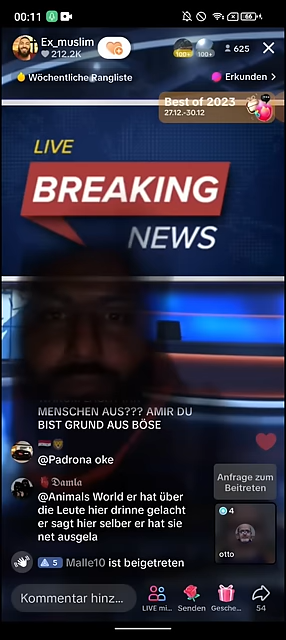 00:11
86
Ex_muslim
212.2K
625
Wöchentliche Rangliste
Erkunden >
Best of 2023
27.12.-30.12
LIVE
BREAKING
NEWS
MENSCHEN AUS??? AMIR DU
BIST GRUND AUS BÖSE
@Padrona oke
𝔇𝔞𝔪𝔩𝔞
@Animals World er hat über
die Leute hier drinne gelacht
er sagt hier selber er hat sie
net ausgela
Anfrage zum
Beitreten
4
otto
5 Malle10 ist beigetreten
Kommentar hinz...
LIVE mi...
Senden
Gesche...
54